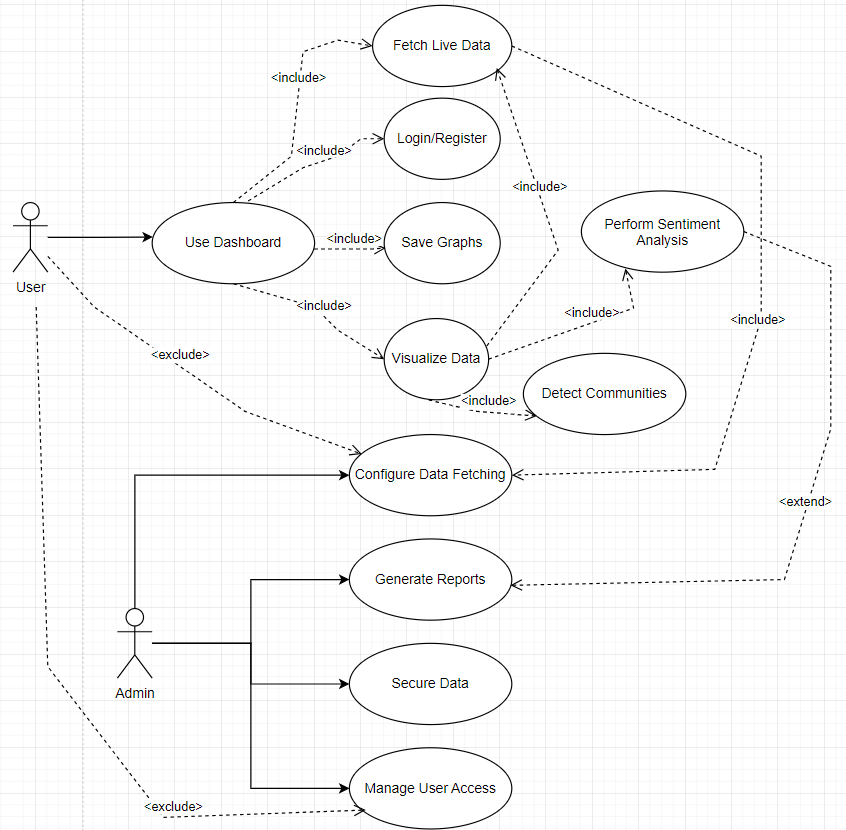 Fetch Live Data
<include>
Login/Register
<include>
<include>
Perform Sentiment
Analysis
Use Dashboard
<include>
Save Graphs
User
<include>
<include>
<include>
<exclude>
Visualize Data
Detect Communities
<include>
Configure Data Fetching
<extend>
Generate Reports
Secure Data
Admin
Manage User Access
<exclude>